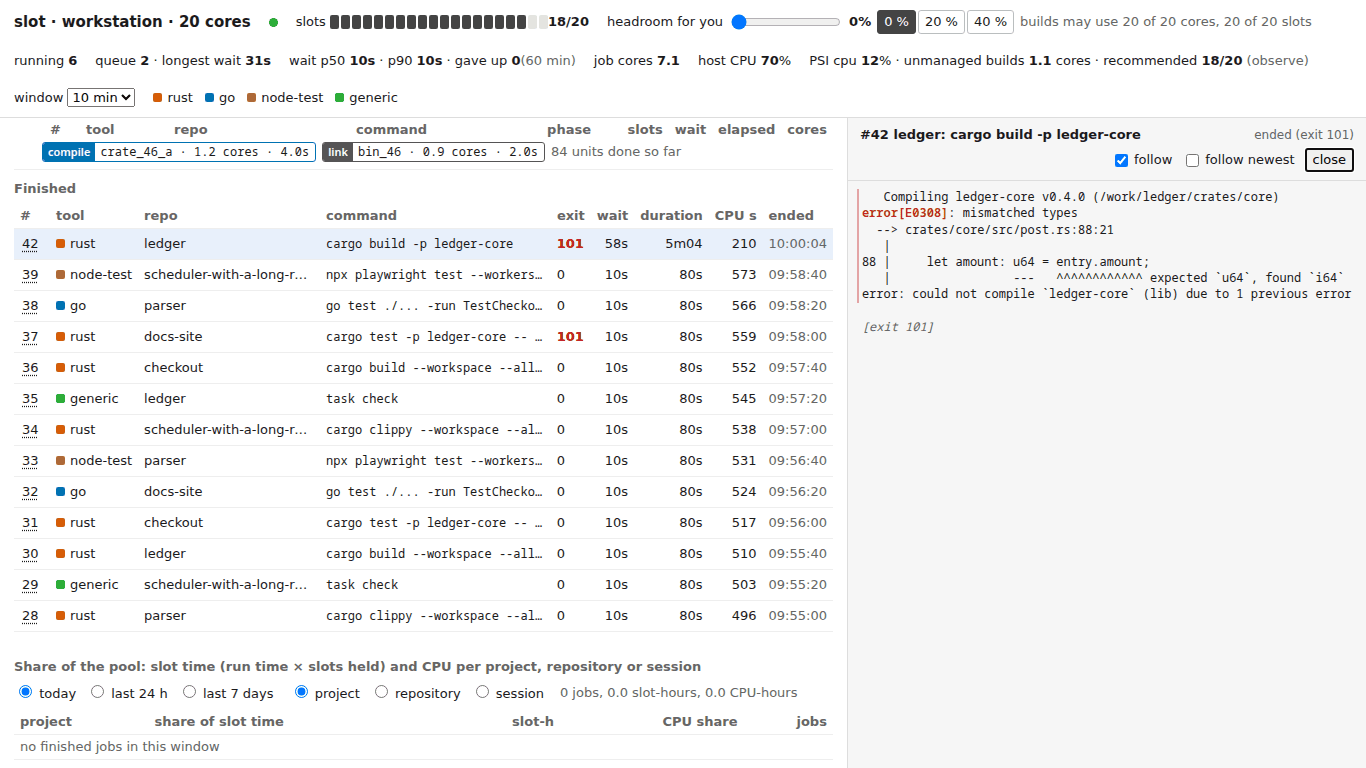 slot · workstation · 20 cores slots 18/20 headroom for you 0% 0 % 20 % 40 % builds may use 20 of 20 cores, 20 of 20 slots
running 6 queue 2 · longest wait 31s wait p50 10s · p90 10s · gave up 0(60 min) job cores 7.1 host CPU 70% PSI cpu 12% · unmanaged builds 1.1 cores · recommended 18/20 (observe)
window 10 min rust go node-test generic
# tool repo command phase slots wait elapsed cores
compile crate_46_a · 1.2 cores · 4.0s link bin_46 · 0.9 cores · 2.0s 84 units done so far
Finished
# tool repo command exit wait duration CPU s ended
42 rust ledger cargo build -p ledger-core 101 58s 5m04 210 10:00:04
39 node-test scheduler-with-a-long-r… npx playwright test --workers… 0 10s 80s 573 09:58:40
38 go parser go test ./... -run TestChecko… 0 10s 80s 566 09:58:20
37 rust docs-site cargo test -p ledger-core -- … 101 10s 80s 559 09:58:00
36 rust checkout cargo build --workspace --all… 0 10s 80s 552 09:57:40
35 generic ledger task check 0 10s 80s 545 09:57:20
34 rust scheduler-with-a-long-r… cargo clippy --workspace --al… 0 10s 80s 538 09:57:00
33 node-test parser npx playwright test --workers… 0 10s 80s 531 09:56:40
32 go docs-site go test ./... -run TestChecko… 0 10s 80s 524 09:56:20
31 rust checkout cargo test -p ledger-core -- … 0 10s 80s 517 09:56:00
30 rust ledger cargo build --workspace --all… 0 10s 80s 510 09:55:40
29 generic scheduler-with-a-long-r… task check 0 10s 80s 503 09:55:20
28 rust parser cargo clippy --workspace --al… 0 10s 80s 496 09:55:00
Share of the pool: slot time (run time × slots held) and CPU per project, repository or session
today last 24 h last 7 days project repository session 0 jobs, 0.0 slot-hours, 0.0 CPU-hours
project share of slot time slot-h CPU share jobs
no finished jobs in this window
#42 ledger: cargo build -p ledger-core ended (exit 101)
follow follow newest close
Compiling ledger-core v0.4.0 (/work/ledger/crates/core)
error[E0308]: mismatched types
--> crates/core/src/post.rs:88:21
|
88 | let amount: u64 = entry.amount;
| --- ^^^^^^^^^^^^ expected `u64`, found `i64`
error: could not compile `ledger-core` (lib) due to 1 previous error
[exit 101]